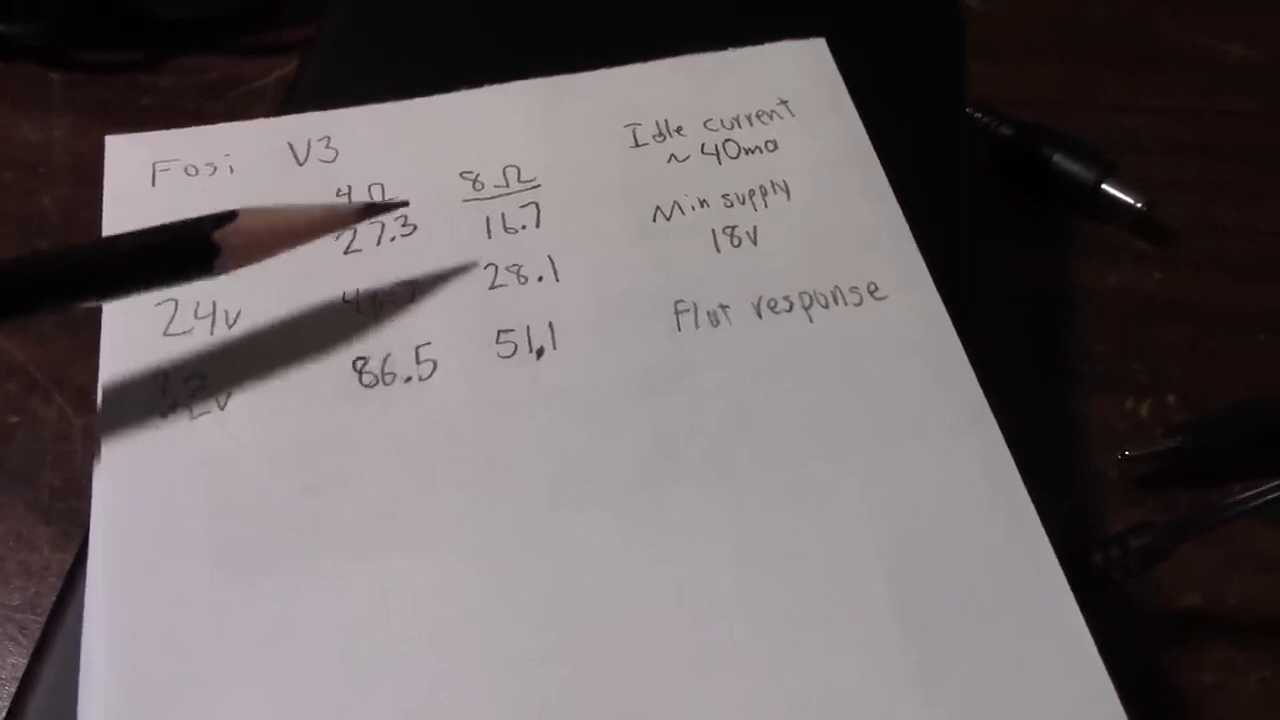 Fosi V3
4Ω 8Ω
27.3 16.7
24v 28.1
86.5 51.1
Idle current
~ 40ma
Min supply
18v
Flat response